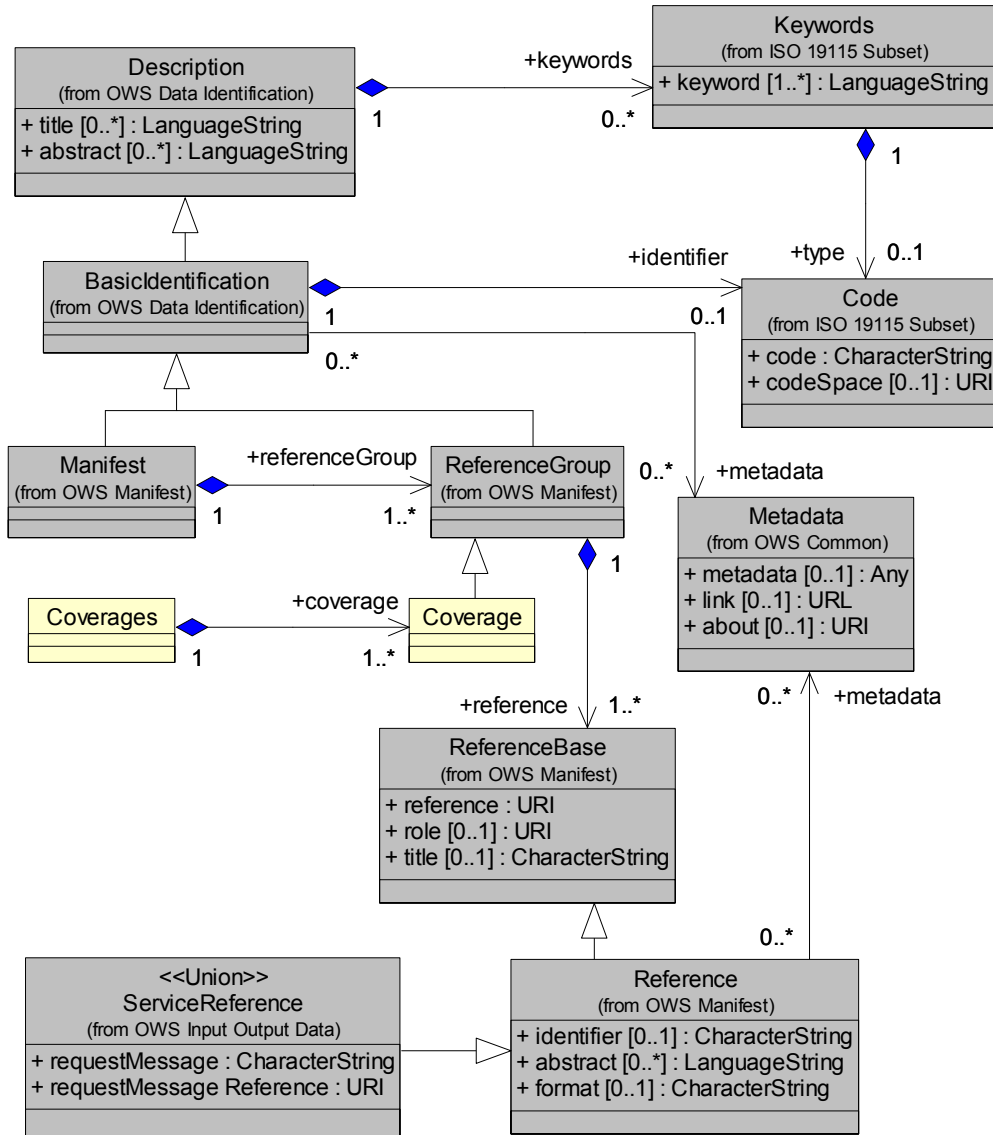 Keywords
(from ISO 19115 Subset)
+ keyword [1..*] : LanguageString
Description
(from OWS Data Identification)
+ title [0..*] : LanguageString
+ abstract [0..*] : LanguageString
+keywords
1
0..*
1
+type
0..1
BasicIdentification
(from OWS Data Identification)
+identifier
1
0..1
0..*
Code
(from ISO 19115 Subset)
+ code : CharacterString
+ codeSpace [0..1] : URI
Manifest
(from OWS Manifest)
+referenceGroup
1
1..*
ReferenceGroup
(from OWS Manifest)
0..*
+metadata
1
Metadata
(from OWS Common)
+ metadata [0..1] : Any
+ link [0..1] : URL
+ about [0..1] : URI
Coverages
+coverage
1
1..*
Coverage
0..*
+metadata
+reference
1..*
ReferenceBase
(from OWS Manifest)
+ reference : URI
+ role [0..1] : URI
+ title [0..1] : CharacterString
0..*
<<Union>>
ServiceReference
(from OWS Input Output Data)
+ requestMessage : CharacterString
+ requestMessage Reference : URI
Reference
(from OWS Manifest)
+ identifier [0..1] : CharacterString
+ abstract [0..*] : LanguageString
+ format [0..1] : CharacterString